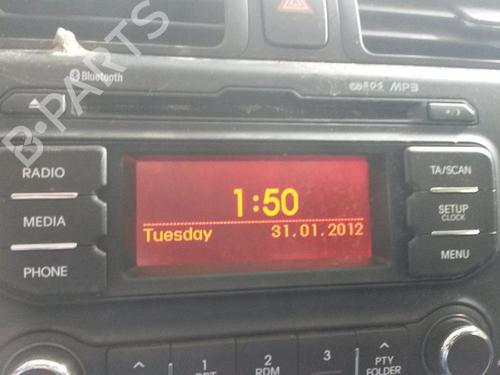 Bluetooth
MP3
RADIO
TA/SCAN
1:50
MEDIA
SETUP
CLOCK
Tuesday 31.01.2012
PHONE
MENU
1
2
RDM
3
PTY
FOLDER
B-PARTS